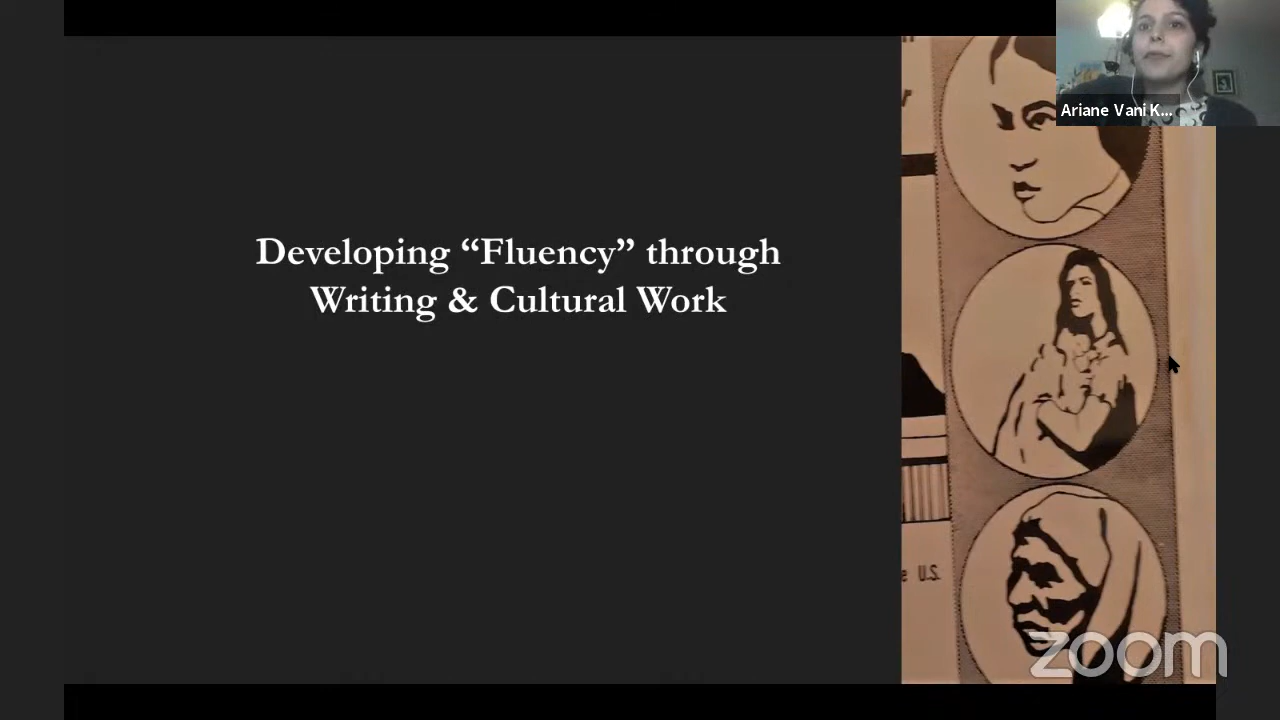 Ariane Vani K...
Developing “Fluency” through
Writing & Cultural Work
U.S.
zoom